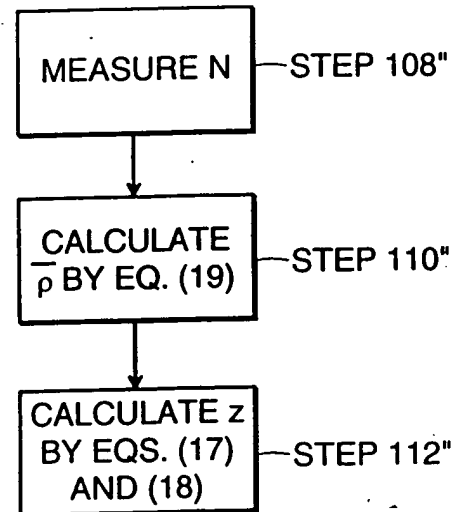 MEASURE N
STEP 108"
CALCULATE
ρ̅ BY EQ. (19)
STEP 110"
CALCULATE z
BY EQS. (17)
AND (18)
STEP 112"